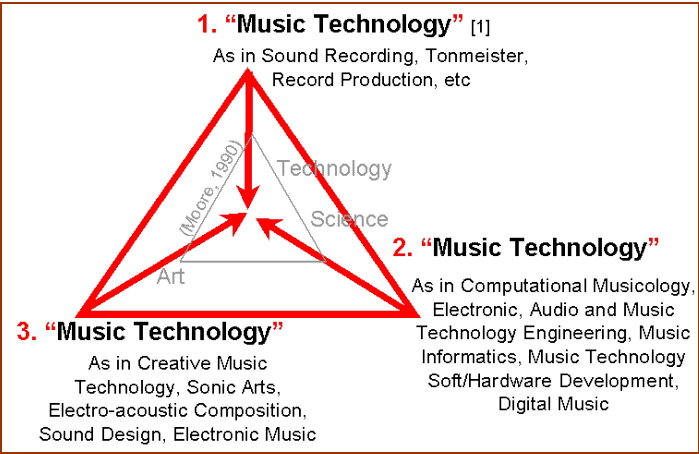 1. “Music Technology” [1]
As in Sound Recording, Tonmeister,
Record Production, etc
(Moore, 1990)
Technology
Science
Art
2. “Music Technology”
As in Computational Musicology,
Electronic, Audio and Music
Technology Engineering, Music
Informatics, Music Technology
Soft/Hardware Development,
Digital Music
3. “Music Technology”
As in Creative Music
Technology, Sonic Arts,
Electro-acoustic Composition,
Sound Design, Electronic Music